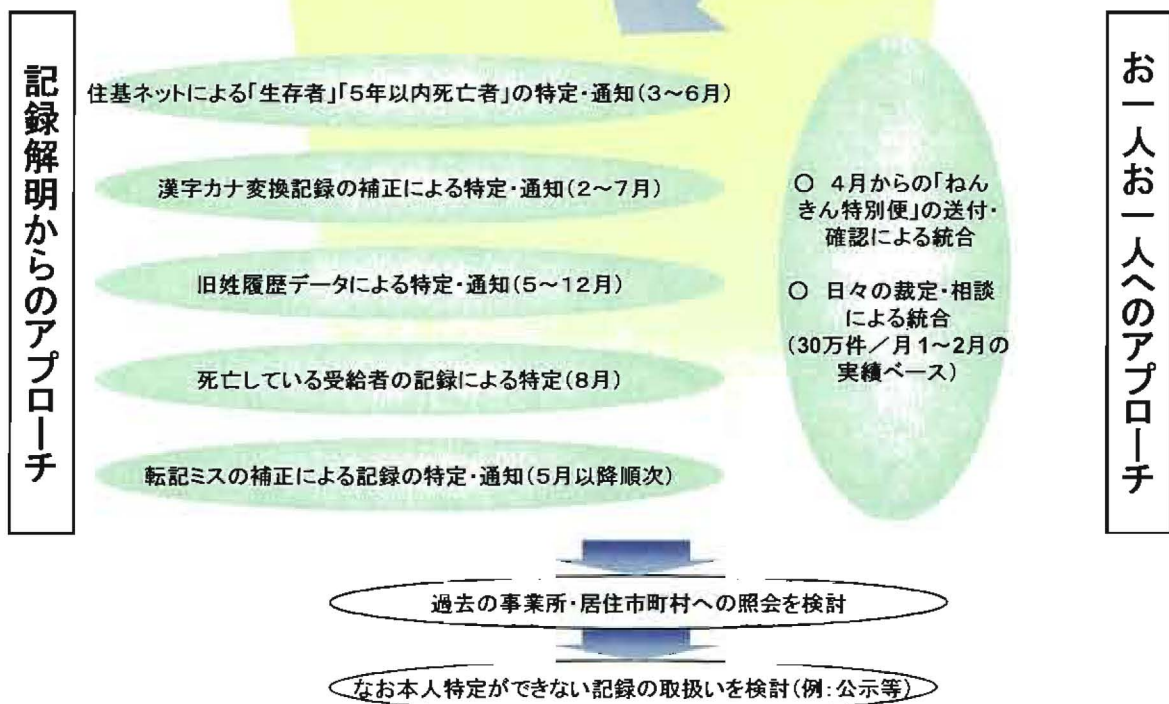 記録解明からのアプローチ
住基ネットによる「生存者」「5年以内死亡者」の特定・通知(3～6月)
漢字カナ変換記録の補正による特定・通知(2～7月)
旧姓履歴データによる特定・通知(5～12月)
死亡している受給者の記録による特定(8月)
転記ミスの補正による記録の特定・通知(5月以降順次)
○ 4月からの「ねん
きん特別便」の送付・
確認による統合
○ 日々の裁定・相談
による統合
(30万件／月1～2月の
実績ベース)
お一人お一人へのアプローチ
過去の事業所・居住市町村への照会を検討
なお本人特定ができない記録の取扱いを検討(例:公示等)